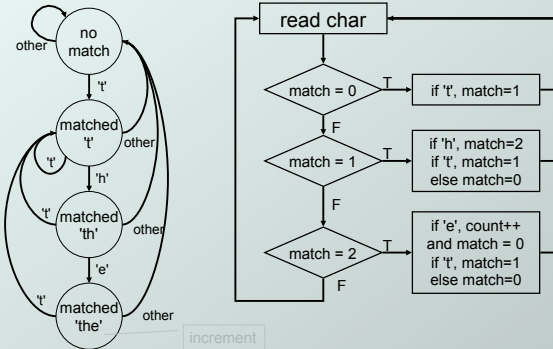 other
no
match
't'
matched
't'
other
't'
'h'
't'
matched
'th'
other
'e'
't'
matched
'the'
other
increment
read char
match = 0
T
if 't', match=1
F
match = 1
T
if 'h', match=2
if 't', match=1
else match=0
F
match = 2
T
if 'e', count++
and match = 0
if 't', match=1
else match=0
F